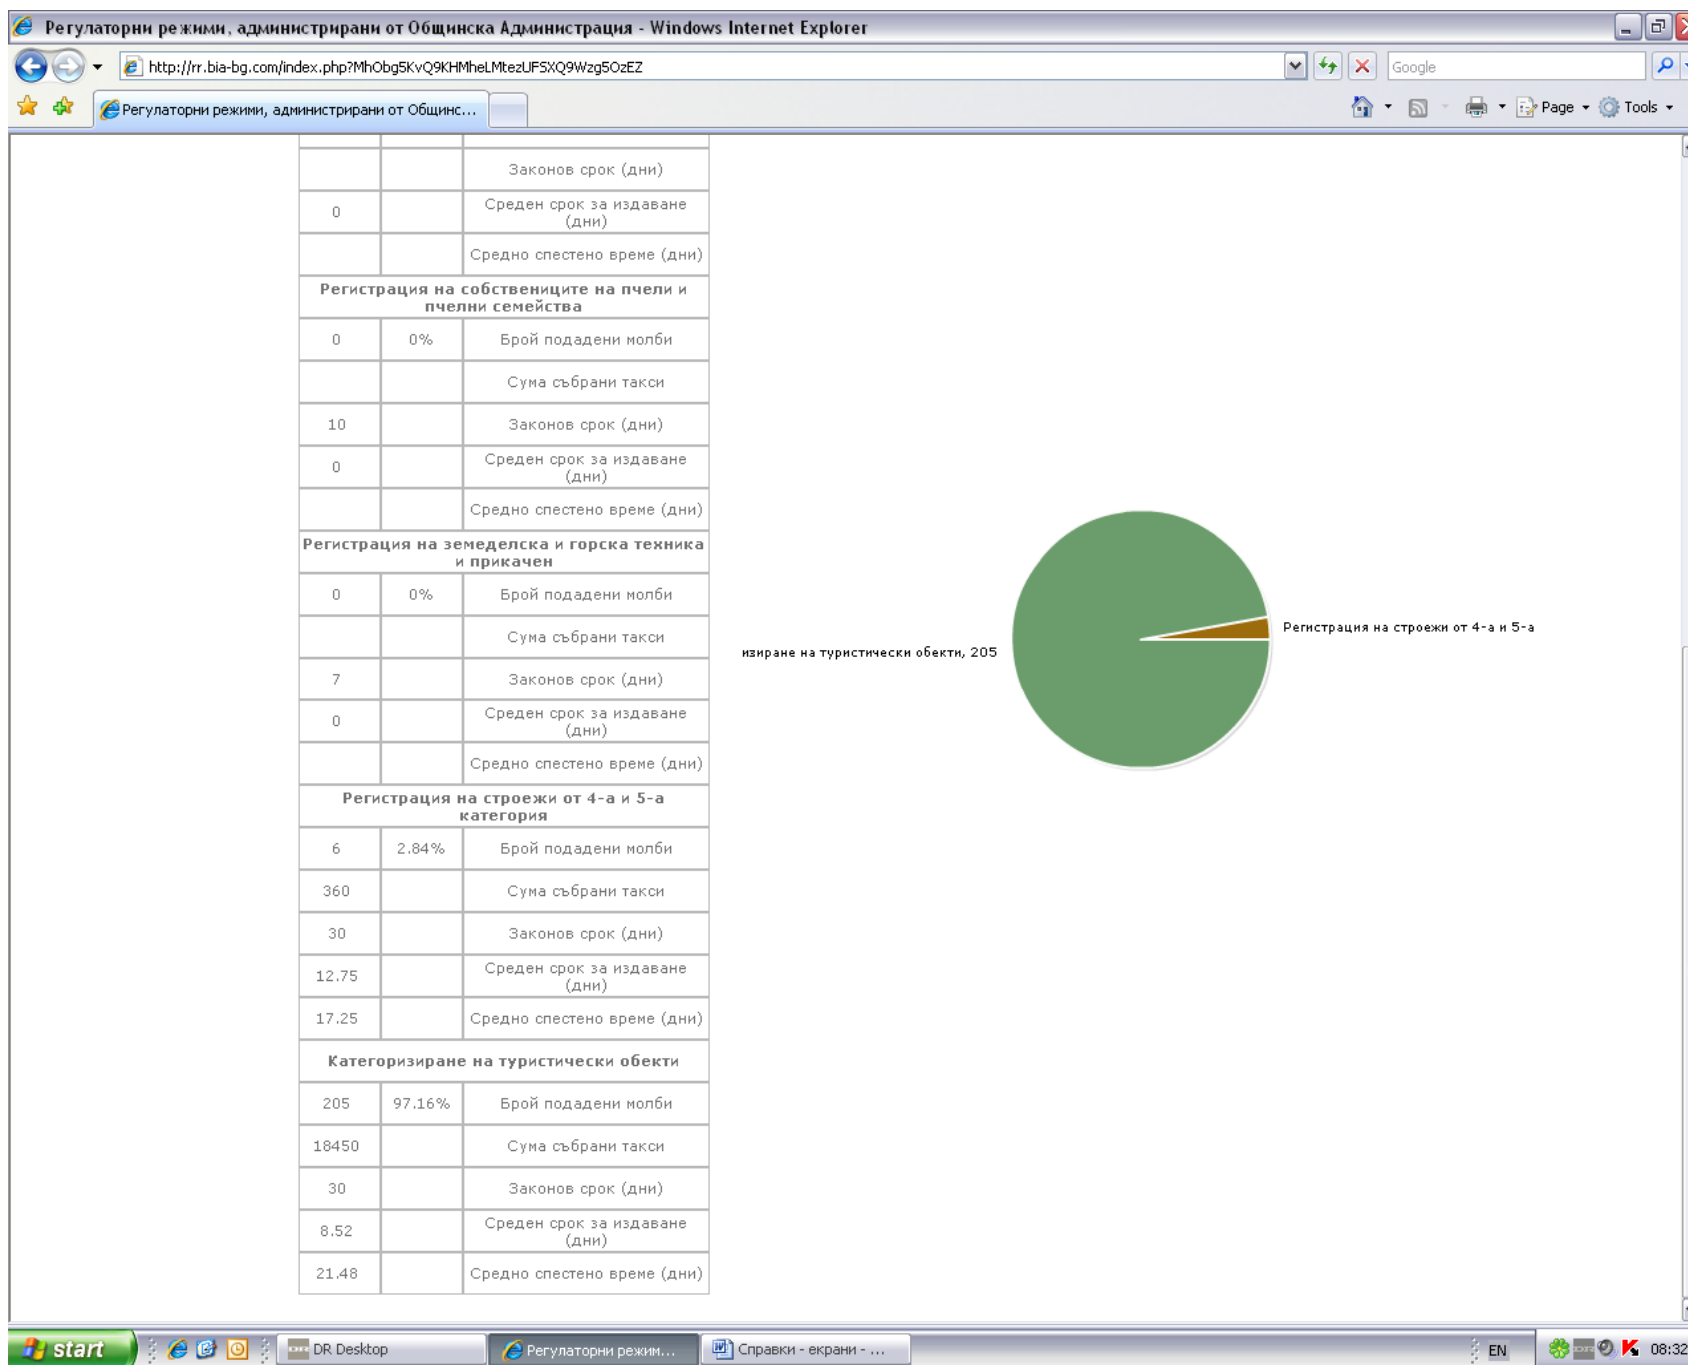 Регулаторни режими, администрирани от Общинска Администрация - Windows Internet Explorer
http://rr.bia-bg.com/index.php?MhObg5KvQ9KHMheLMtezUFSXQ9Wzg5OzEZ
Google
Регулаторни режими, администрирани от Общинс...
Page
Tools
Законов срок (дни)
0 Среден срок за издаване
(дни)
Средно спестено време (дни)
Регистрация на собствениците на пчели и
пчелни семейства
0 0% Брой подадени молби
Сума събрани такси
10 Законов срок (дни)
0 Среден срок за издаване
(дни)
Средно спестено време (дни)
Регистрация на земеделска и горска техника
и прикачен
0 0% Брой подадени молби
Сума събрани такси
7 Законов срок (дни)
0 Среден срок за издаване
(дни)
Средно спестено време (дни)
Регистрация на строежи от 4-а и 5-а
категория
6 2.84% Брой подадени молби
360 Сума събрани такси
30 Законов срок (дни)
12.75 Среден срок за издаване
(дни)
17.25 Средно спестено време (дни)
Категоризиране на туристически обекти
205 97.16% Брой подадени молби
18450 Сума събрани такси
30 Законов срок (дни)
8.52 Среден срок за издаване
(дни)
21.48 Средно спестено време (дни)
Регистрация на строежи от 4-а и 5-а
изиране на туристически обекти, 205
start
DR Desktop
Регулаторни режим...
Справки - екрани - ...
EN
08:32